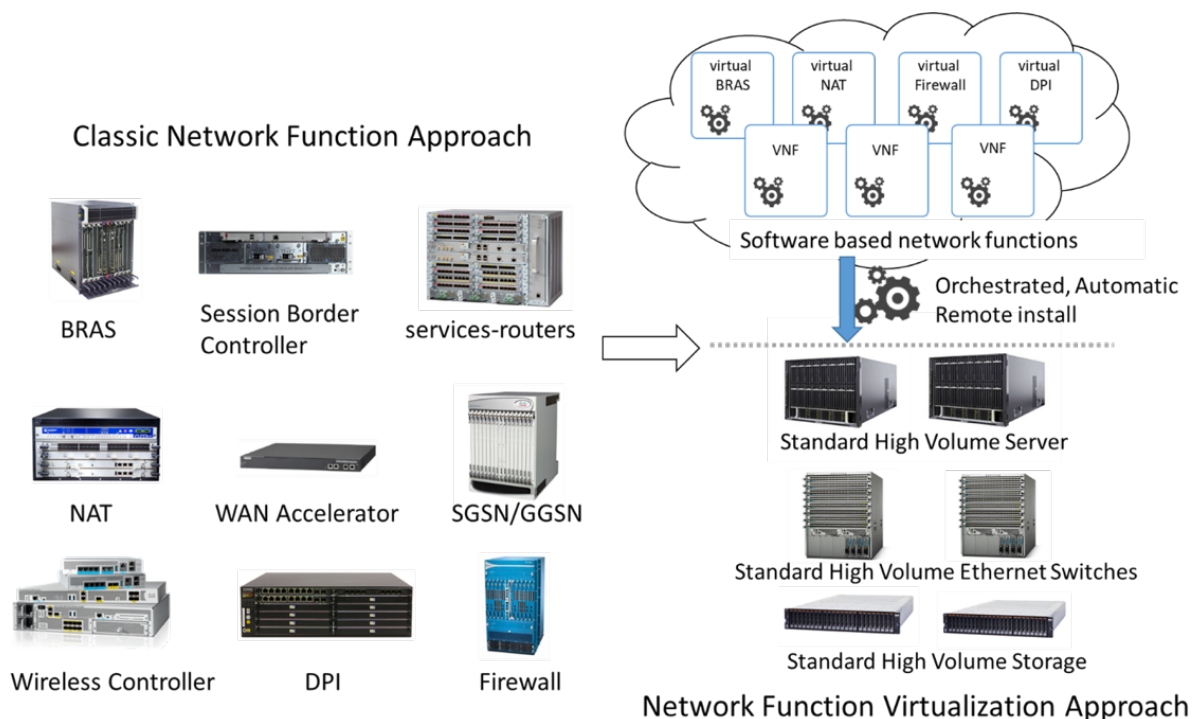 Classic Network Function Approach
BRAS
Session Border
Controller
services-routers
NAT
WAN Accelerator
SGSN/GGSN
Wireless Controller
DPI
Firewall
virtual
BRAS
virtual
NAT
virtual
Firewall
virtual
DPI
VNF
VNF
VNF
Software based network functions
Orchestrated, Automatic
Remote install
Standard High Volume Server
Standard High Volume Ethernet Switches
Standard High Volume Storage
Network Function Virtualization Approach